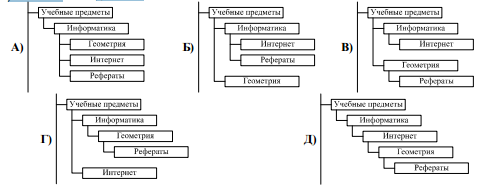 А)
Учебные предметы
Информатика
Геометрия
Интернет
Рефераты
Б)
Учебные предметы
Информатика
Интернет
Рефераты
Геометрия
В)
Учебные предметы
Информатика
Интернет
Геометрия
Рефераты
Г)
Учебные предметы
Информатика
Геометрия
Рефераты
Интернет
Д)
Учебные предметы
Информатика
Интернет
Геометрия
Рефераты